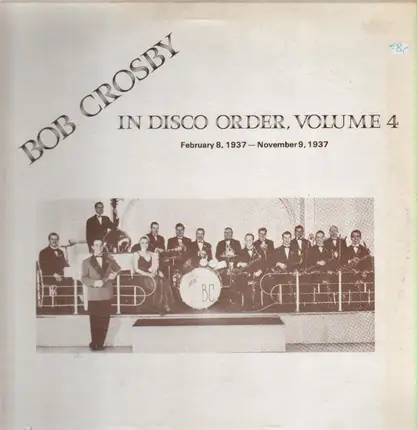 BOB CROSBY
IN DISCO ORDER, VOLUME 4
February 8, 1937 — November 9, 1937
BC